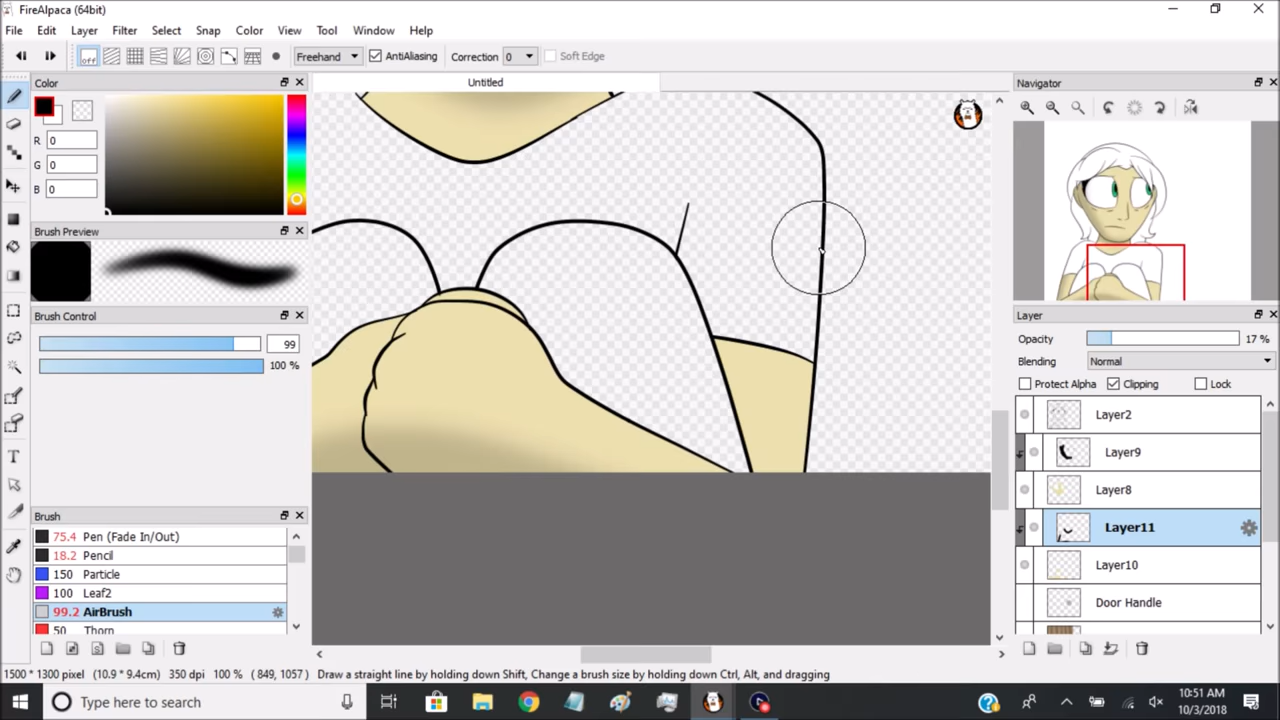 FireAlpaca (64bit)
File Edit Layer Filter Select Snap Color View Tool Window Help
off Freehand AntiAliasing Correction 0 Soft Edge
Color
Untitled
Navigator
R 0
G 0
B 0
Brush Preview
Brush Control
99
100 %
Layer
Opacity 17 %
Blending Normal
Protect Alpha Clipping Lock
Layer2
Layer9
Layer8
Layer11
Layer10
Door Handle
Brush
75.4 Pen (Fade In/Out)
18.2 Pencil
150 Particle
100 Leaf2
99.2 AirBrush
50 Thorn
1500 * 1300 pixel (10.9 * 9.4cm) 350 dpi 100 % ( 849, 1057 ) Draw a straight line by holding down Shift, Change a brush size by holding down Ctrl, Alt, and dragging
Type here to search
10:51 AM
10/3/2018